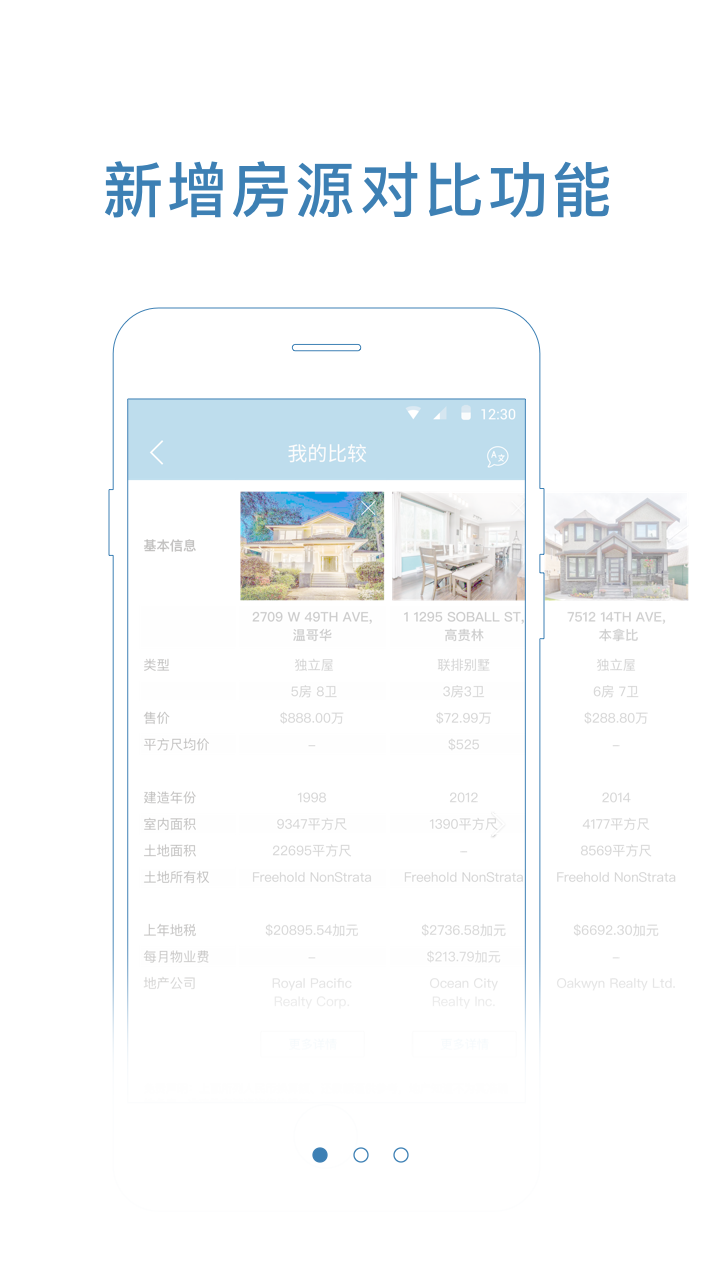 新增房源对比功能
12:30
我的比较
基本信息
2709 W 49TH AVE, 1 1295 SOBALL ST, 7512 14TH AVE,
温哥华 高贵林 本拿比
类型 独立屋 联排别墅 独立屋
5房 8卫 3房3卫 6房 7卫
售价 $888.00万 $72.99万 $288.80万
平方尺均价 – $525 –
建造年份 1998 2012 2014
室内面积 9347平方尺 1390平方尺 4177平方尺
土地面积 22695平方尺 – 8569平方尺
土地所有权 Freehold NonStrata Freehold NonStrata Freehold NonStrata
上年地税 $20895.54加元 $2736.58加元 $6692.30加元
每月物业费 – $213.79加元 –
地产公司 Royal Pacific Ocean City Oakwyn Realty Ltd.
Realty Corp. Realty Inc.
更多详情 更多详情